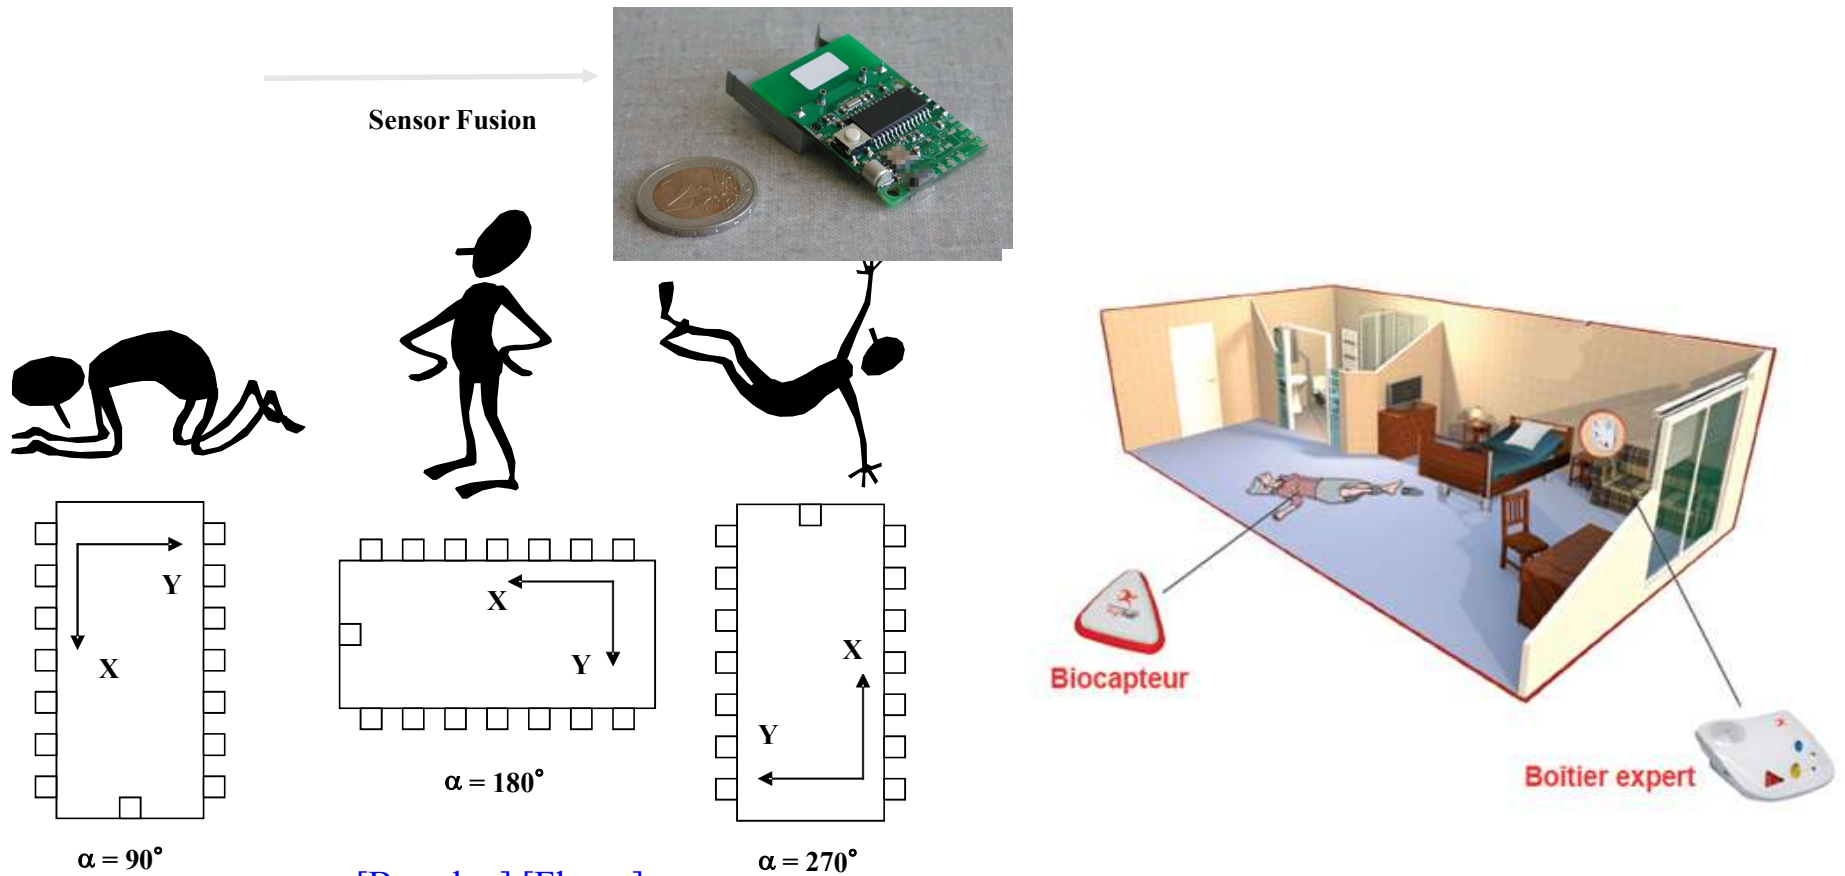 Sensor Fusion
Y
X
α = 90°
X
Y
α = 180°
X
Y
α = 270°
Biocapteur
Boîtier expert